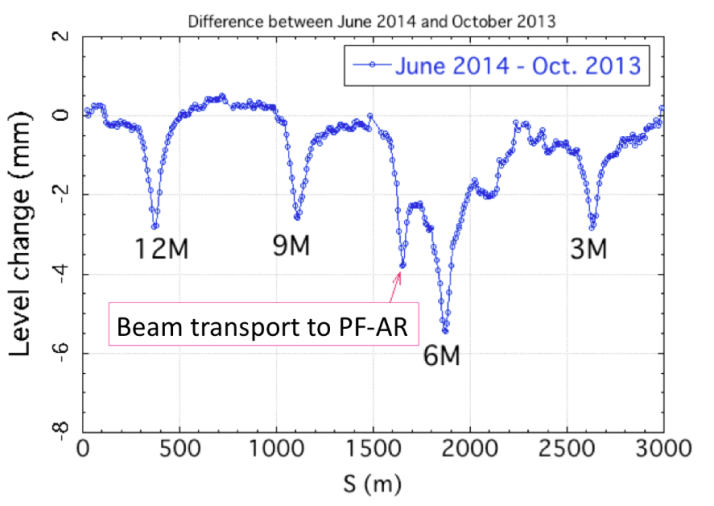 Difference between June 2014 and October 2013
June 2014 - Oct. 2013
Level change (mm)
2
0
-2
-4
-6
-8
12M
9M
3M
Beam transport to PF-AR
6M
0
500
1000
1500
2000
2500
3000
S (m)